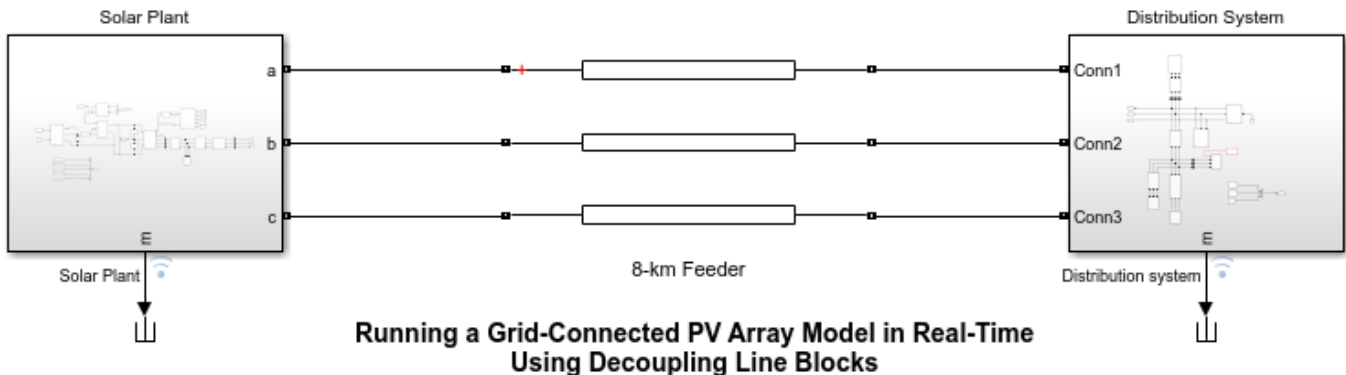 Solar Plant
Distribution System
a
b
c
Conn1
Conn2
Conn3
m
m
Solar Plant
8-km Feeder
Distribution system
Running a Grid-Connected PV Array Model in Real-Time
Using Decoupling Line Blocks